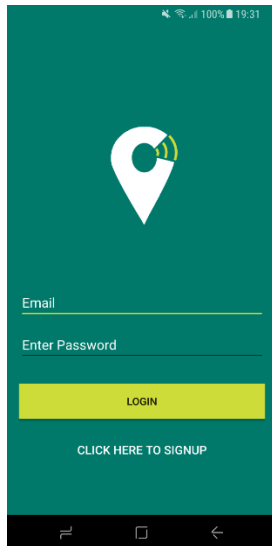 100% 19:31
Email
Enter Password
LOGIN
CLICK HERE TO SIGNUP